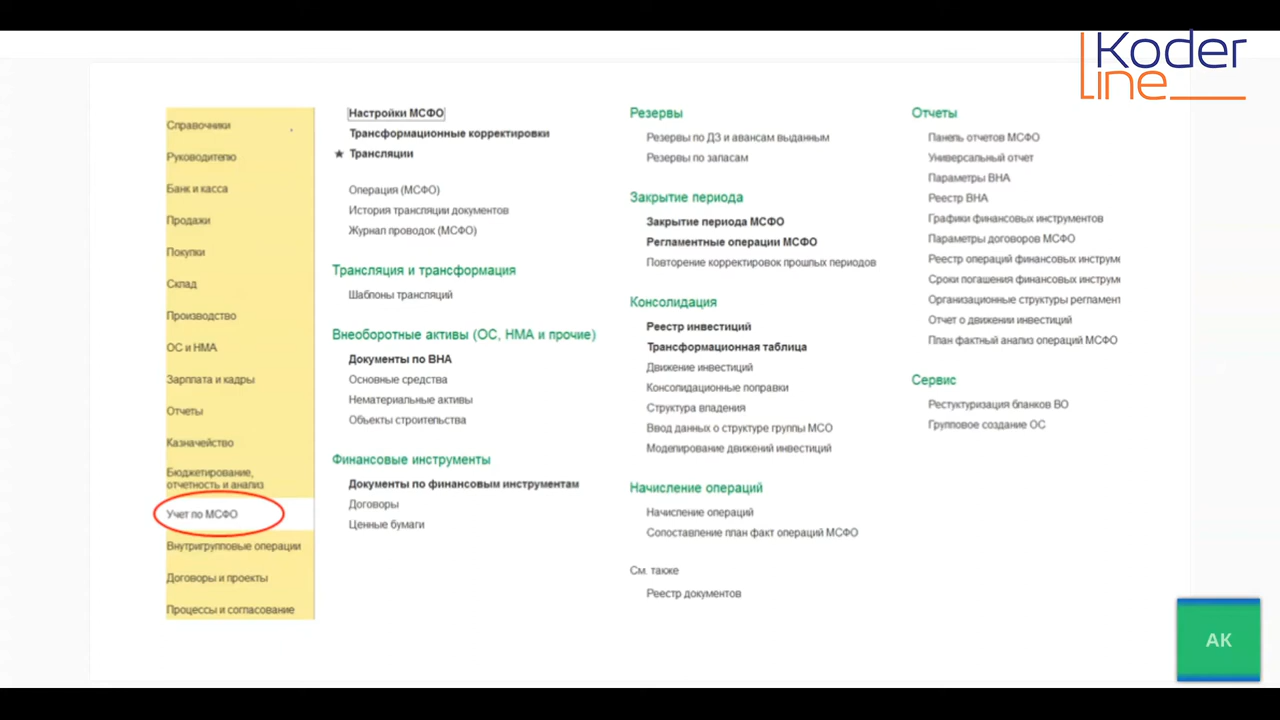 Koder
line
Справочники
Руководителю
Банк и касса
Продажи
Покупки
Склад
Производство
ОС и НМА
Зарплата и кадры
Отчеты
Казначейство
Бюджетирование,
отчетность и анализ
Учет по МСФО
Внутригрупповые операции
Договоры и проекты
Процессы и согласование
Настройки МСФО
Трансформационные корректировки
★ Трансляции
Операция (МСФО)
История трансляции документов
Журнал проводок (МСФО)
Трансляция и трансформация
Шаблоны трансляций
Внеоборотные активы (ОС, НМА и прочие)
Документы по ВНА
Основные средства
Нематериальные активы
Объекты строительства
Финансовые инструменты
Документы по финансовым инструментам
Договоры
Ценные бумаги
Резервы
Резервы по ДЗ и авансам выданным
Резервы по запасам
Закрытие периода
Закрытие периода МСФО
Регламентные операции МСФО
Повторение корректировок прошлых периодов
Консолидация
Реестр инвестиций
Трансформационная таблица
Движение инвестиций
Консолидационные поправки
Структура владения
Ввод данных о структуре группы МСО
Моделирование движений инвестиций
Начисление операций
Начисление операций
Сопоставление план факт операций МСФО
См. также
Реестр документов
Отчеты
Панель отчетов МСФО
Универсальный отчет
Параметры ВНА
Реестр ВНА
Графики финансовых инструментов
Параметры договоров МСФО
Реестр операций финансовых инструм
Сроки погашения финансовых инструм
Организационные структуры регламент
Отчет о движении инвестиций
План фактный анализ операций МСФО
Сервис
Рестуктуризация бланков ВО
Групповое создание ОС
АК